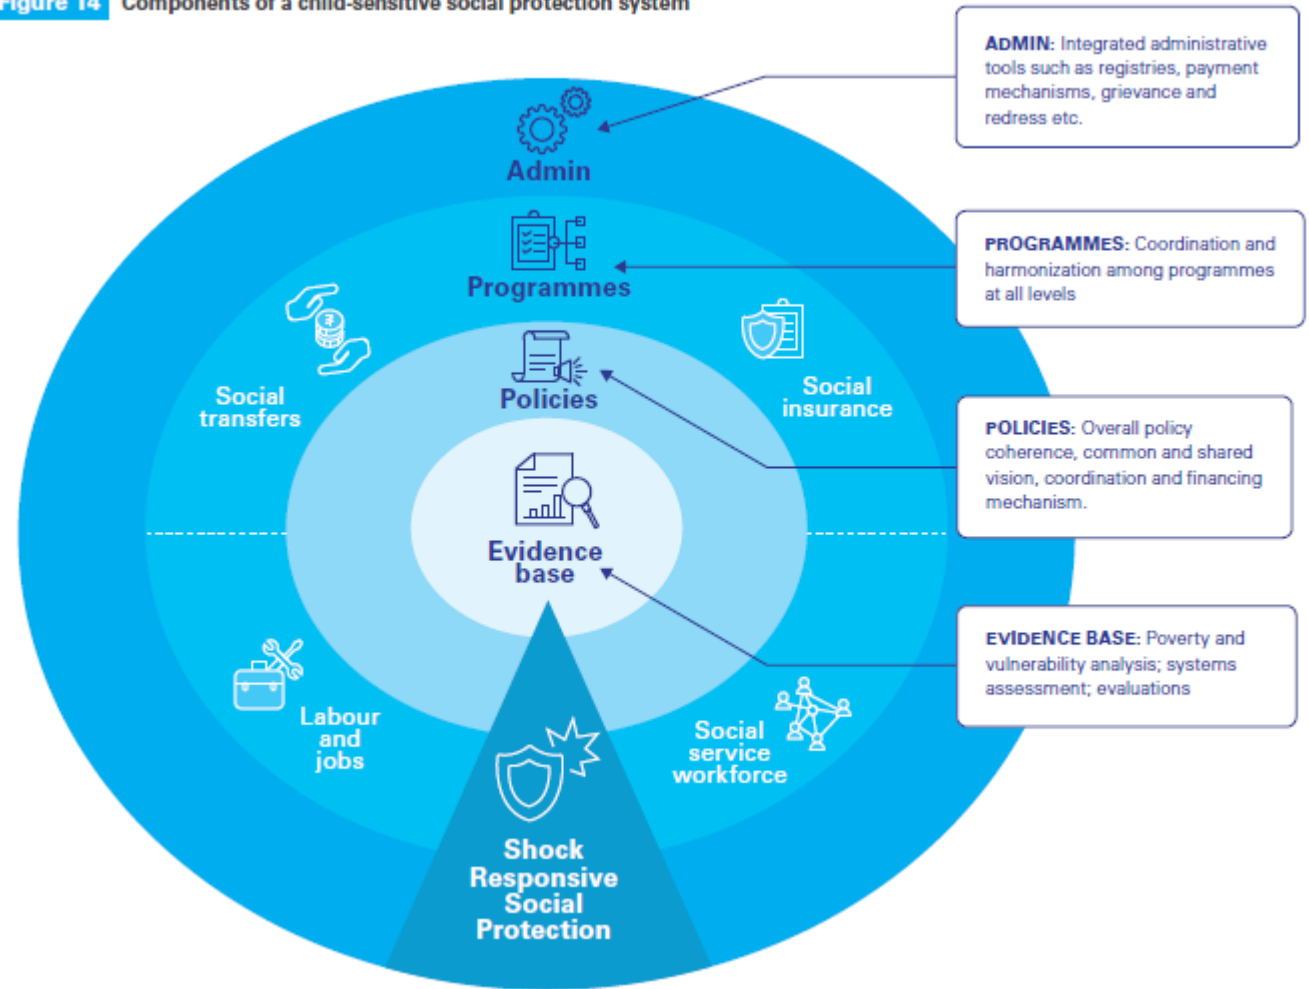 Figure 14 Components of a child-sensitive social protection system
ADMIN: Integrated administrative
tools such as registries, payment
mechanisms, grievance and
redress etc.
Admin
PROGRAMMES: Coordination and
harmonization among programmes
at all levels
Programmes
Social
transfers
Social
insurance
Policies
POLICIES: Overall policy
coherence, common and shared
vision, coordination and financing
mechanism.
Evidence
base
EVIDENCE BASE: Poverty and
vulnerability analysis; systems
assessment; evaluations
Labour
and
jobs
Social
service
workforce
Shock
Responsive
Social
Protection